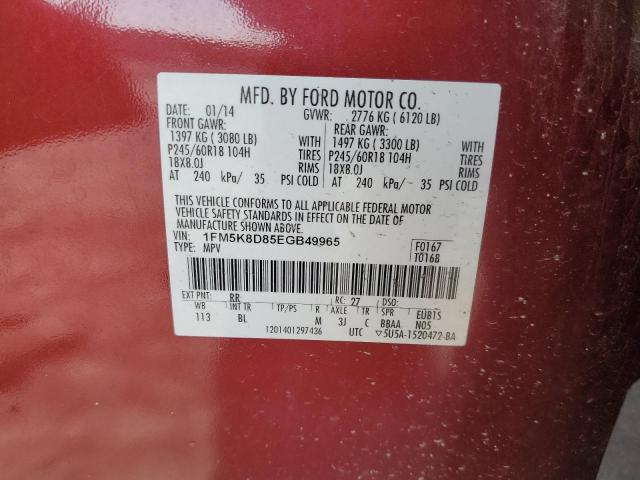 MFD. BY FORD MOTOR CO.
DATE: 01/14 GVWR: 2776 KG ( 6120 LB)
FRONT GAWR: REAR GAWR:
1397 KG ( 3080 LB) 1497 KG ( 3300 LB)
P245/60R18 104H TIRES P245/60R18 104H TIRES
18X8.0J RIMS 18X8.0J RIMS
AT 240 kPa/ 35 PSI COLD AT 240 kPa/ 35 PSI COLD
THIS VEHICLE CONFORMS TO ALL APPLICABLE FEDERAL MOTOR
VEHICLE SAFETY STANDARDS IN EFFECT ON THE DATE OF
MANUFACTURE SHOWN ABOVE.
VIN: 1FM5K8D85EGB49965 F0167
TYPE: MPV T0168
EXT PNT: RR RC: 27 DSO:
WB INT TR TP/PS R AXLE TR SPR EUB1S
113 BL M 3J C BBAA N05
1201401297436 UTC ▽5U5A-1520472-BA